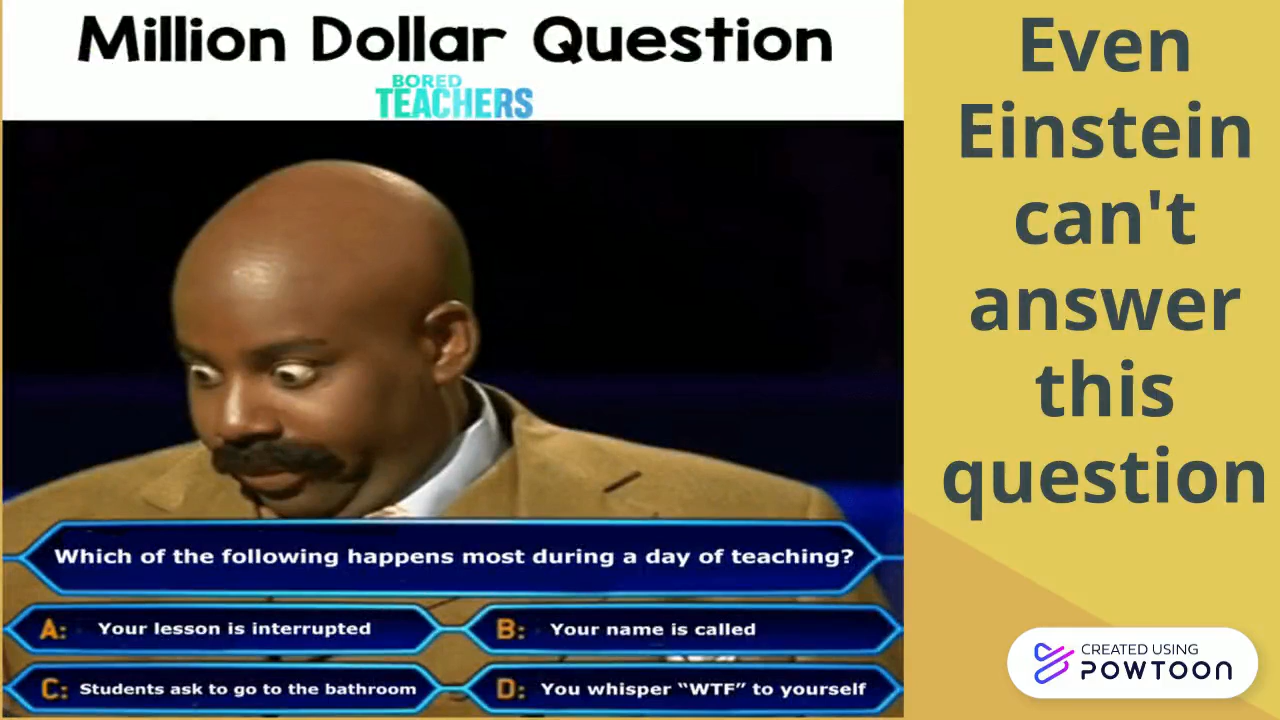 Million Dollar Question
BORED
TEACHERS
Even
Einstein
can't
answer
this
question
Which of the following happens most during a day of teaching?
A: Your lesson is interrupted
B: Your name is called
C: Students ask to go to the bathroom
D: You whisper “WTF” to yourself
CREATED USING
POWTOON